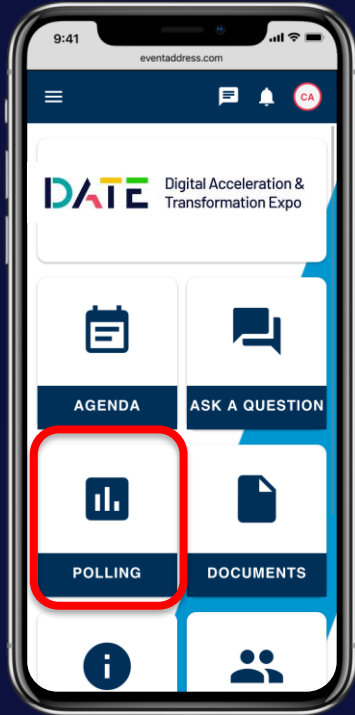 9:41
eventaddress.com
CA
DATE
Digital Acceleration &
Transformation Expo
AGENDA
ASK A QUESTION
POLLING
DOCUMENTS